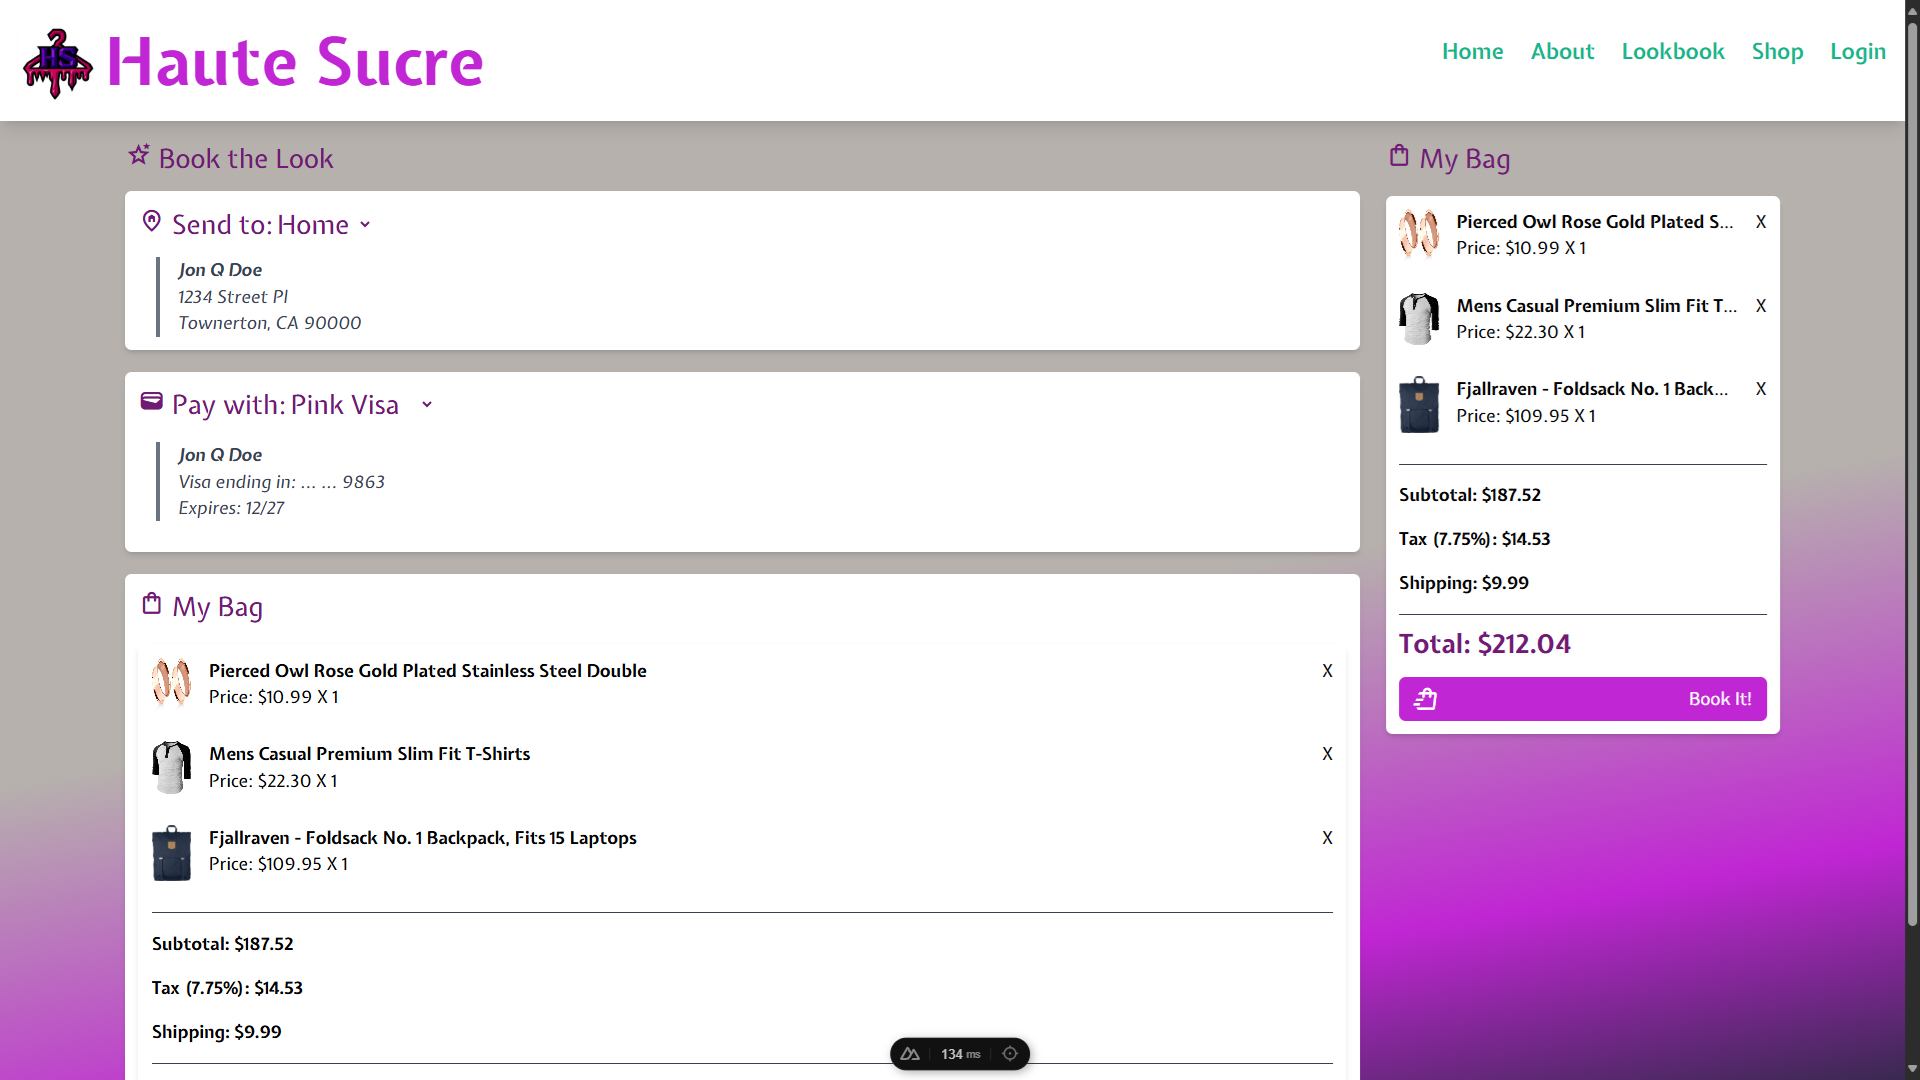 HS
Haute Sucre
Home About Lookbook Shop Login
Book the Look
Send to: Home
Jon Q Doe
1234 Street Pl
Townerton, CA 90000
Pay with: Pink Visa
Jon Q Doe
Visa ending in: ... ... 9863
Expires: 12/27
My Bag
Pierced Owl Rose Gold Plated Stainless Steel Double X
Price: $10.99 X 1
Mens Casual Premium Slim Fit T-Shirts X
Price: $22.30 X 1
Fjallraven - Foldsack No. 1 Backpack, Fits 15 Laptops X
Price: $109.95 X 1
Subtotal: $187.52
Tax (7.75%): $14.53
Shipping: $9.99
My Bag
Pierced Owl Rose Gold Plated S... X
Price: $10.99 X 1
Mens Casual Premium Slim Fit T... X
Price: $22.30 X 1
Fjallraven - Foldsack No. 1 Back... X
Price: $109.95 X 1
Subtotal: $187.52
Tax (7.75%): $14.53
Shipping: $9.99
Total: $212.04
Book It!
134 ms